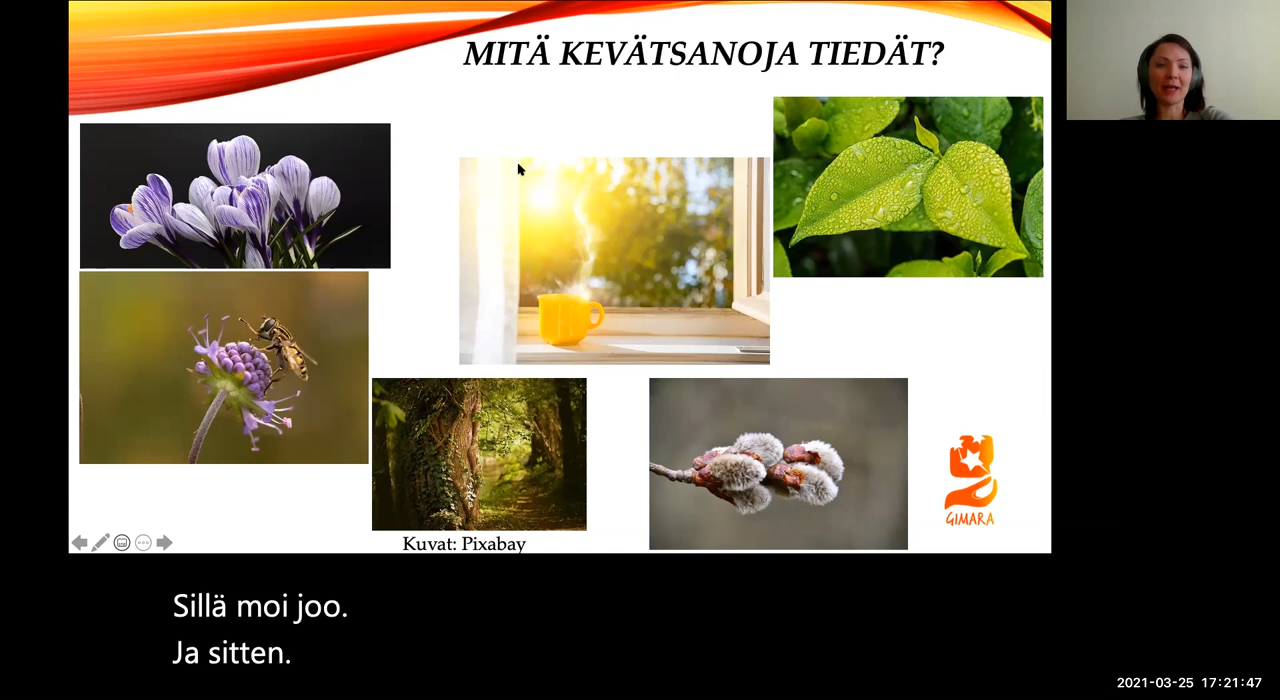 MITÄ KEVÄTSANOJA TIEDÄT?
GIMARA
Kuvat: Pixabay
Sillä moi joo.
Ja sitten.
2021-03-25 17:21:47